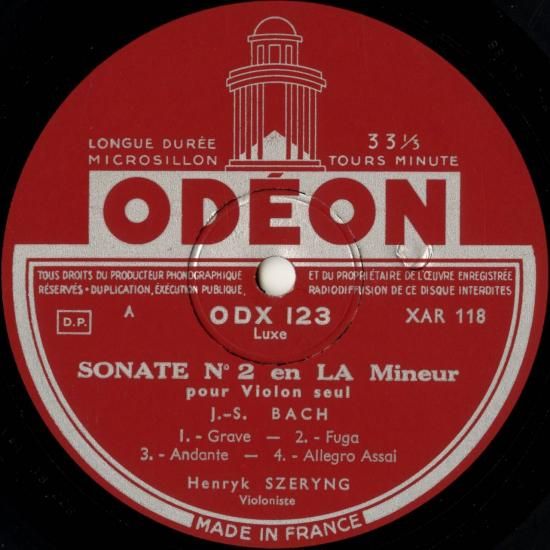 LONGUE DURÉE
MICROSILLON
33 1/3
TOURS MINUTE
ODÉON
TOUS DROITS DU PRODUCTEUR PHONOGRAPHIQUE
RÉSERVÉS • DUPLICATION, EXÉCUTION PUBLIQUE,
ET DU PROPRIÉTAIRE DE L'ŒUVRE ENREGISTRÉE
RADIODIFFUSION DE CE DISQUE INTERDITES
D.P.
A
ODX 123
Luxe
XAR 118
SONATE N° 2 en LA Mineur
pour Violon seul
J.-S. BACH
1. - Grave — 2. - Fuga
3. - Andante — 4. - Allegro Assai
Henryk SZERYNG
Violoniste
MADE IN FRANCE